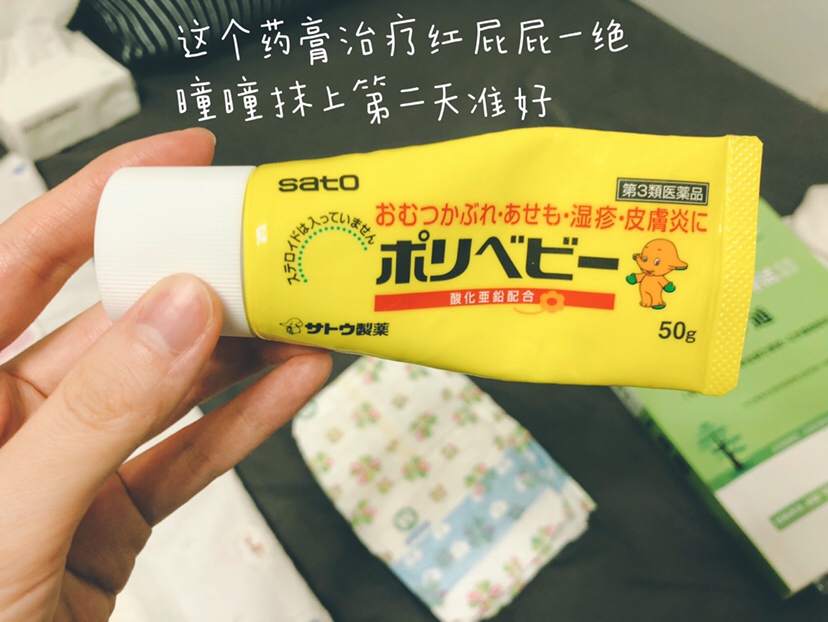 这个药膏治疗红屁屁一绝
瞳瞳抹上第二天准好
sato
第3類医薬品
おむつかぶれ・あせも・湿疹・皮膚炎に
ステロイドは入っていません
ポリベビー
酸化亜鉛配合
サトウ製薬
50g